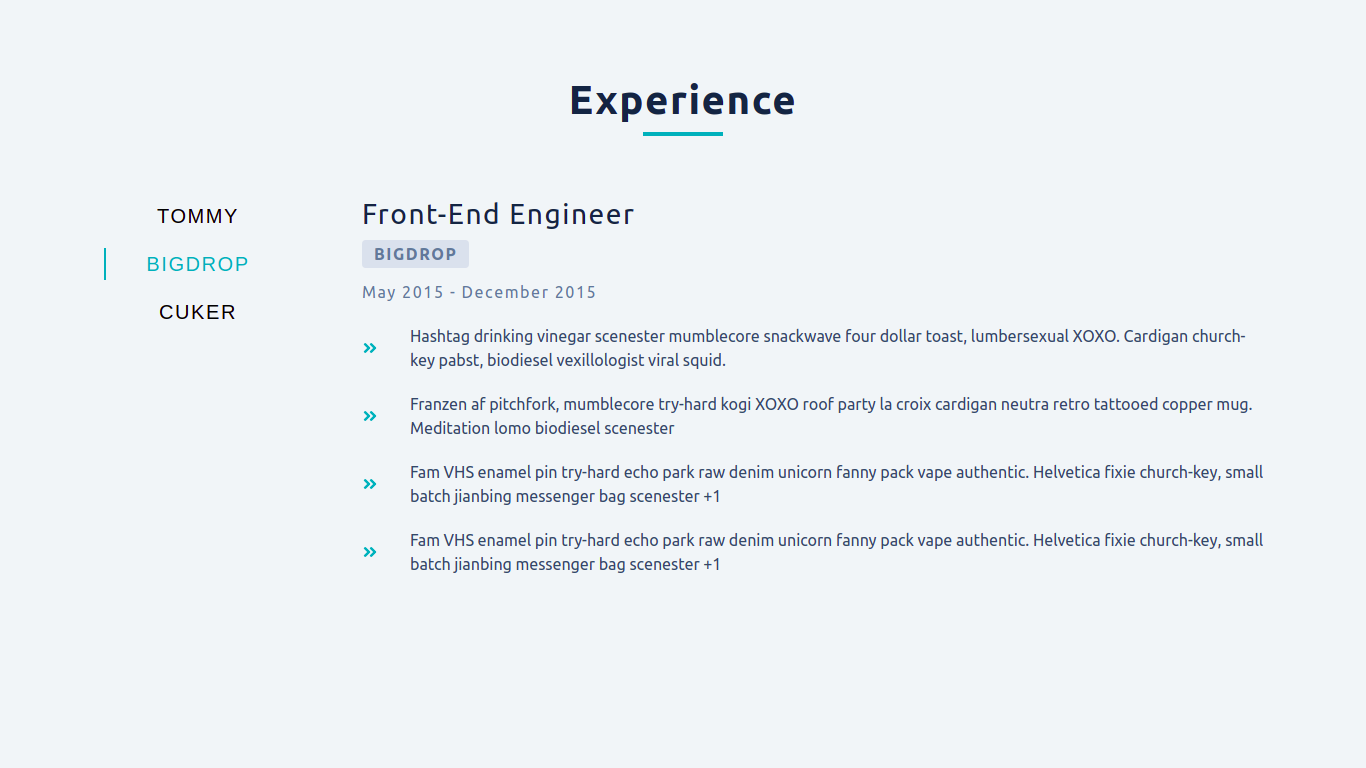 Experience
TOMMY
BIGDROP
CUKER
Front-End Engineer
BIGDROP
May 2015 - December 2015
Hashtag drinking vinegar scenester mumblecore snackwave four dollar toast, lumbersexual XOXO. Cardigan church-
key pabst, biodiesel vexillologist viral squid.
Franzen af pitchfork, mumblecore try-hard kogi XOXO roof party la croix cardigan neutra retro tattooed copper mug.
Meditation lomo biodiesel scenester
Fam VHS enamel pin try-hard echo park raw denim unicorn fanny pack vape authentic. Helvetica fixie church-key, small
batch jianbing messenger bag scenester +1
Fam VHS enamel pin try-hard echo park raw denim unicorn fanny pack vape authentic. Helvetica fixie church-key, small
batch jianbing messenger bag scenester +1